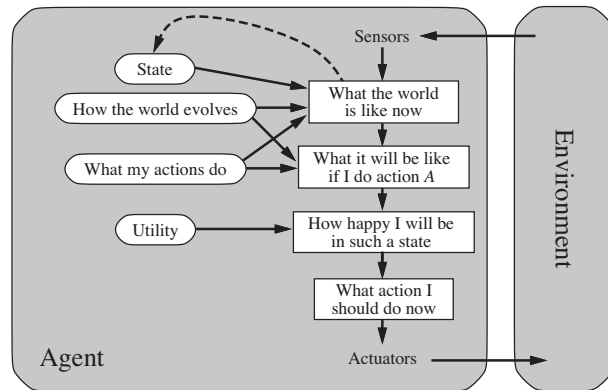 Sensors
State
What the world
is like now
How the world evolves
What it will be like
if I do action A
What my actions do
How happy I will be
in such a state
Utility
What action I
should do now
Agent
Actuators
Environment